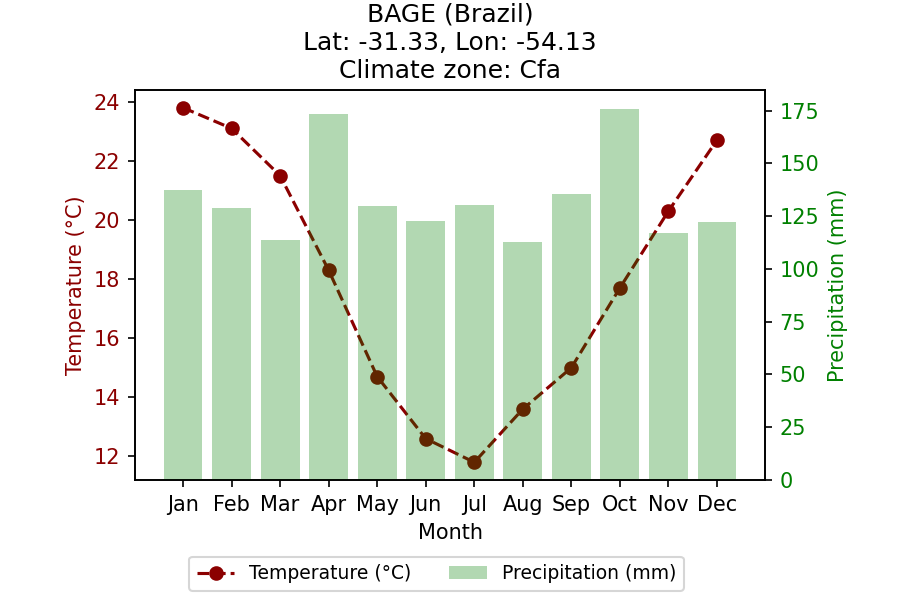 BAGE (Brazil)
Lat: -31.33, Lon: -54.13
Climate zone: Cfa
24
22
20
18
16
14
12
Temperature (°C)
175
150
125
100
75
50
25
0
Precipitation (mm)
Jan Feb Mar Apr May Jun Jul Aug Sep Oct Nov Dec
Month
Temperature (°C) Precipitation (mm)